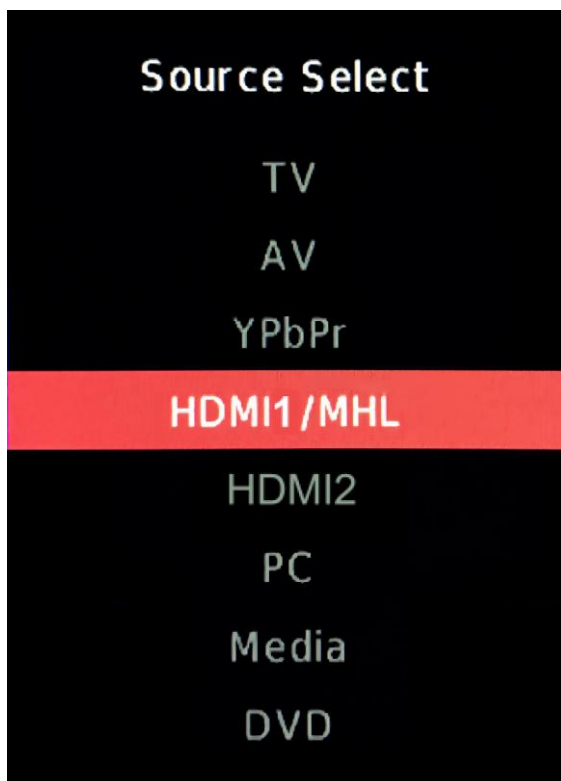 Source Select
TV
AV
YPbPr
HDMI1/MHL
HDMI2
PC
Media
DVD